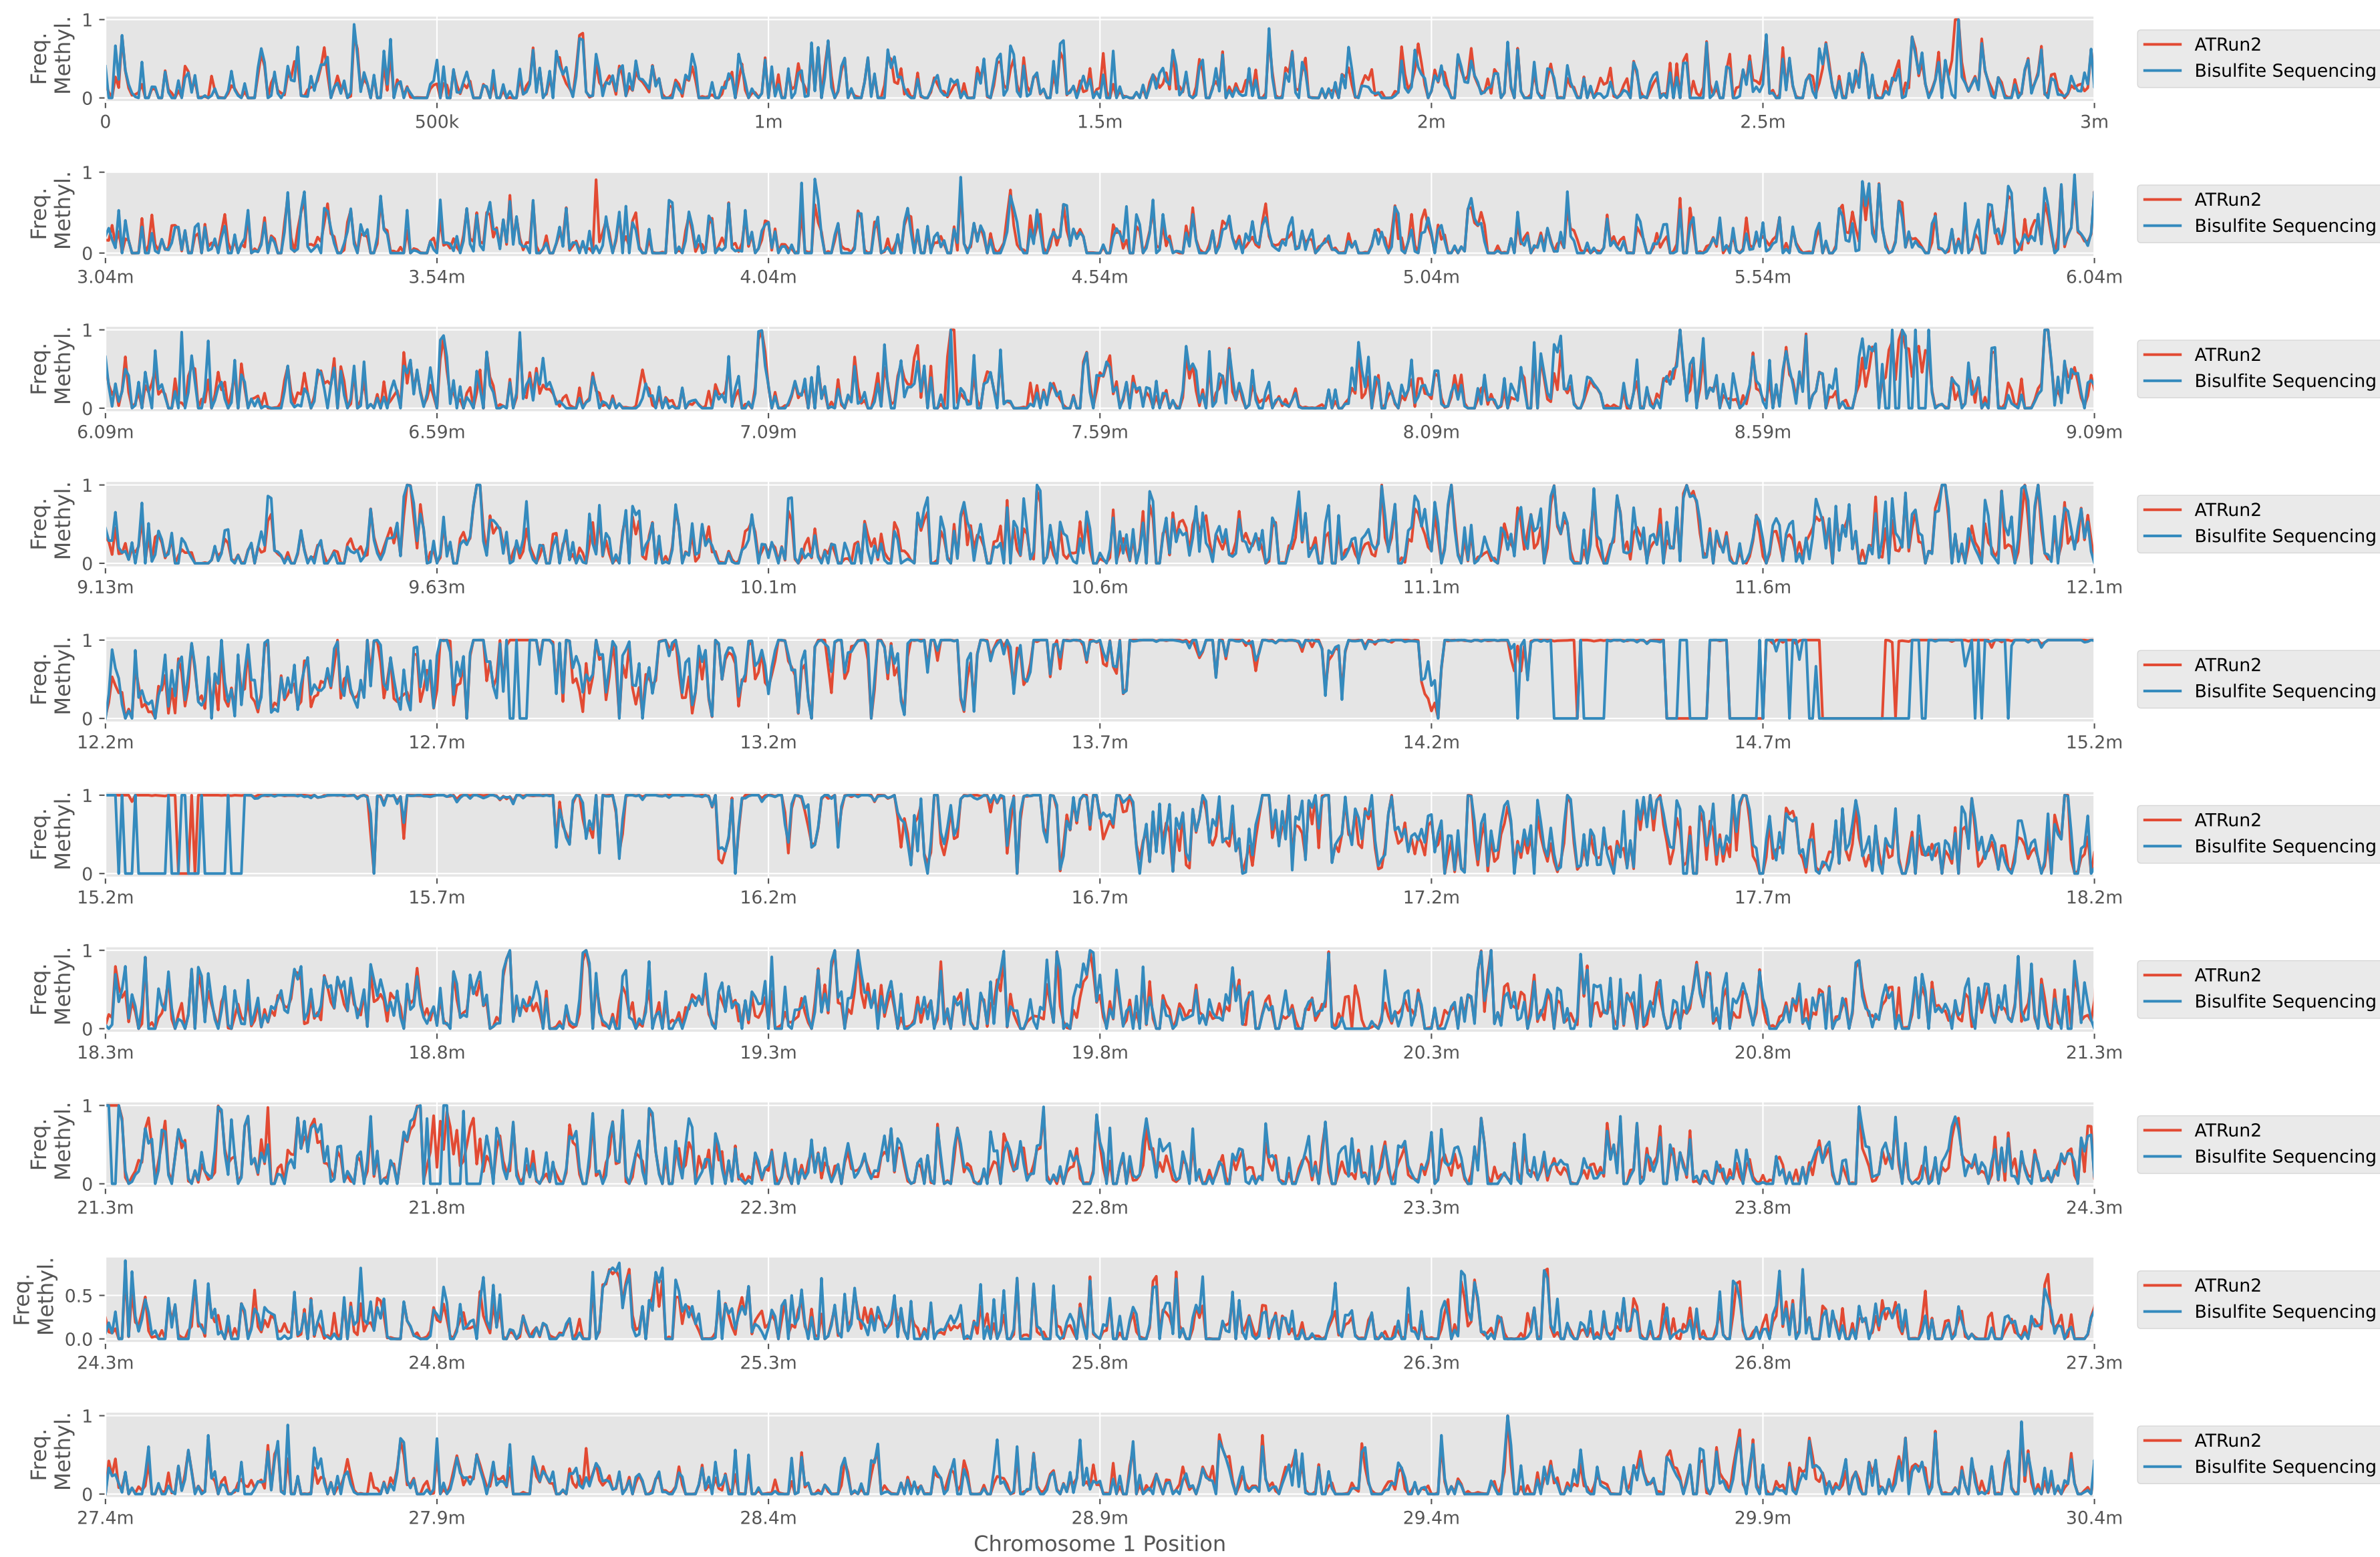 Freq.
Methyl.
1
0
0 500k 1m 1.5m 2m 2.5m 3m
ATRun2
Bisulfite Sequencing
Freq.
Methyl.
1
0
3.04m 3.54m 4.04m 4.54m 5.04m 5.54m 6.04m
ATRun2
Bisulfite Sequencing
Freq.
Methyl.
1
0
6.09m 6.59m 7.09m 7.59m 8.09m 8.59m 9.09m
ATRun2
Bisulfite Sequencing
Freq.
Methyl.
1
0
9.13m 9.63m 10.1m 10.6m 11.1m 11.6m 12.1m
ATRun2
Bisulfite Sequencing
Freq.
Methyl.
1
0
12.2m 12.7m 13.2m 13.7m 14.2m 14.7m 15.2m
ATRun2
Bisulfite Sequencing
Freq.
Methyl.
1
0
15.2m 15.7m 16.2m 16.7m 17.2m 17.7m 18.2m
ATRun2
Bisulfite Sequencing
Freq.
Methyl.
1
0
18.3m 18.8m 19.3m 19.8m 20.3m 20.8m 21.3m
ATRun2
Bisulfite Sequencing
Freq.
Methyl.
1
0
21.3m 21.8m 22.3m 22.8m 23.3m 23.8m 24.3m
ATRun2
Bisulfite Sequencing
Freq.
Methyl.
0.5
0.0
24.3m 24.8m 25.3m 25.8m 26.3m 26.8m 27.3m
ATRun2
Bisulfite Sequencing
Freq.
Methyl.
1
0
27.4m 27.9m 28.4m 28.9m 29.4m 29.9m 30.4m
ATRun2
Bisulfite Sequencing
Chromosome 1 Position